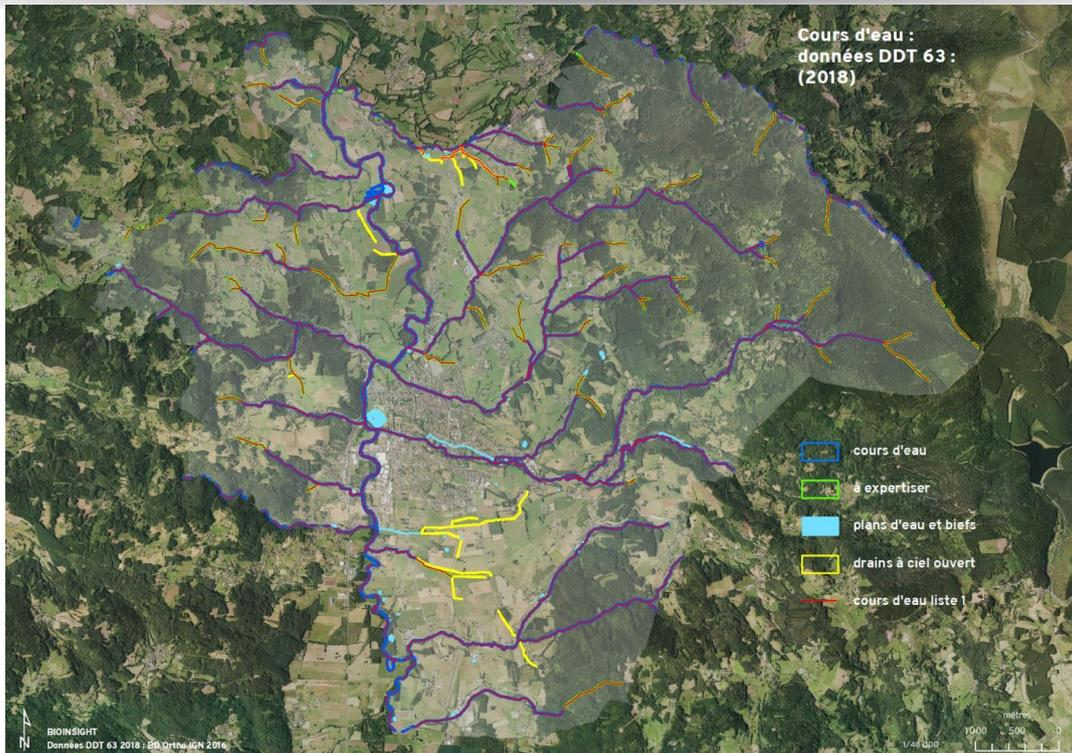 Cours d'eau :
données DDT 63 :
(2018)
cours d'eau
à expertiser
plans d'eau et biefs
drains à ciel ouvert
cours d'eau liste 1
mètres
1000 500 0
1/46 000
N
BIOINSIGHT
Données DDT 63 2018 ; BD Ortho IGN 2016